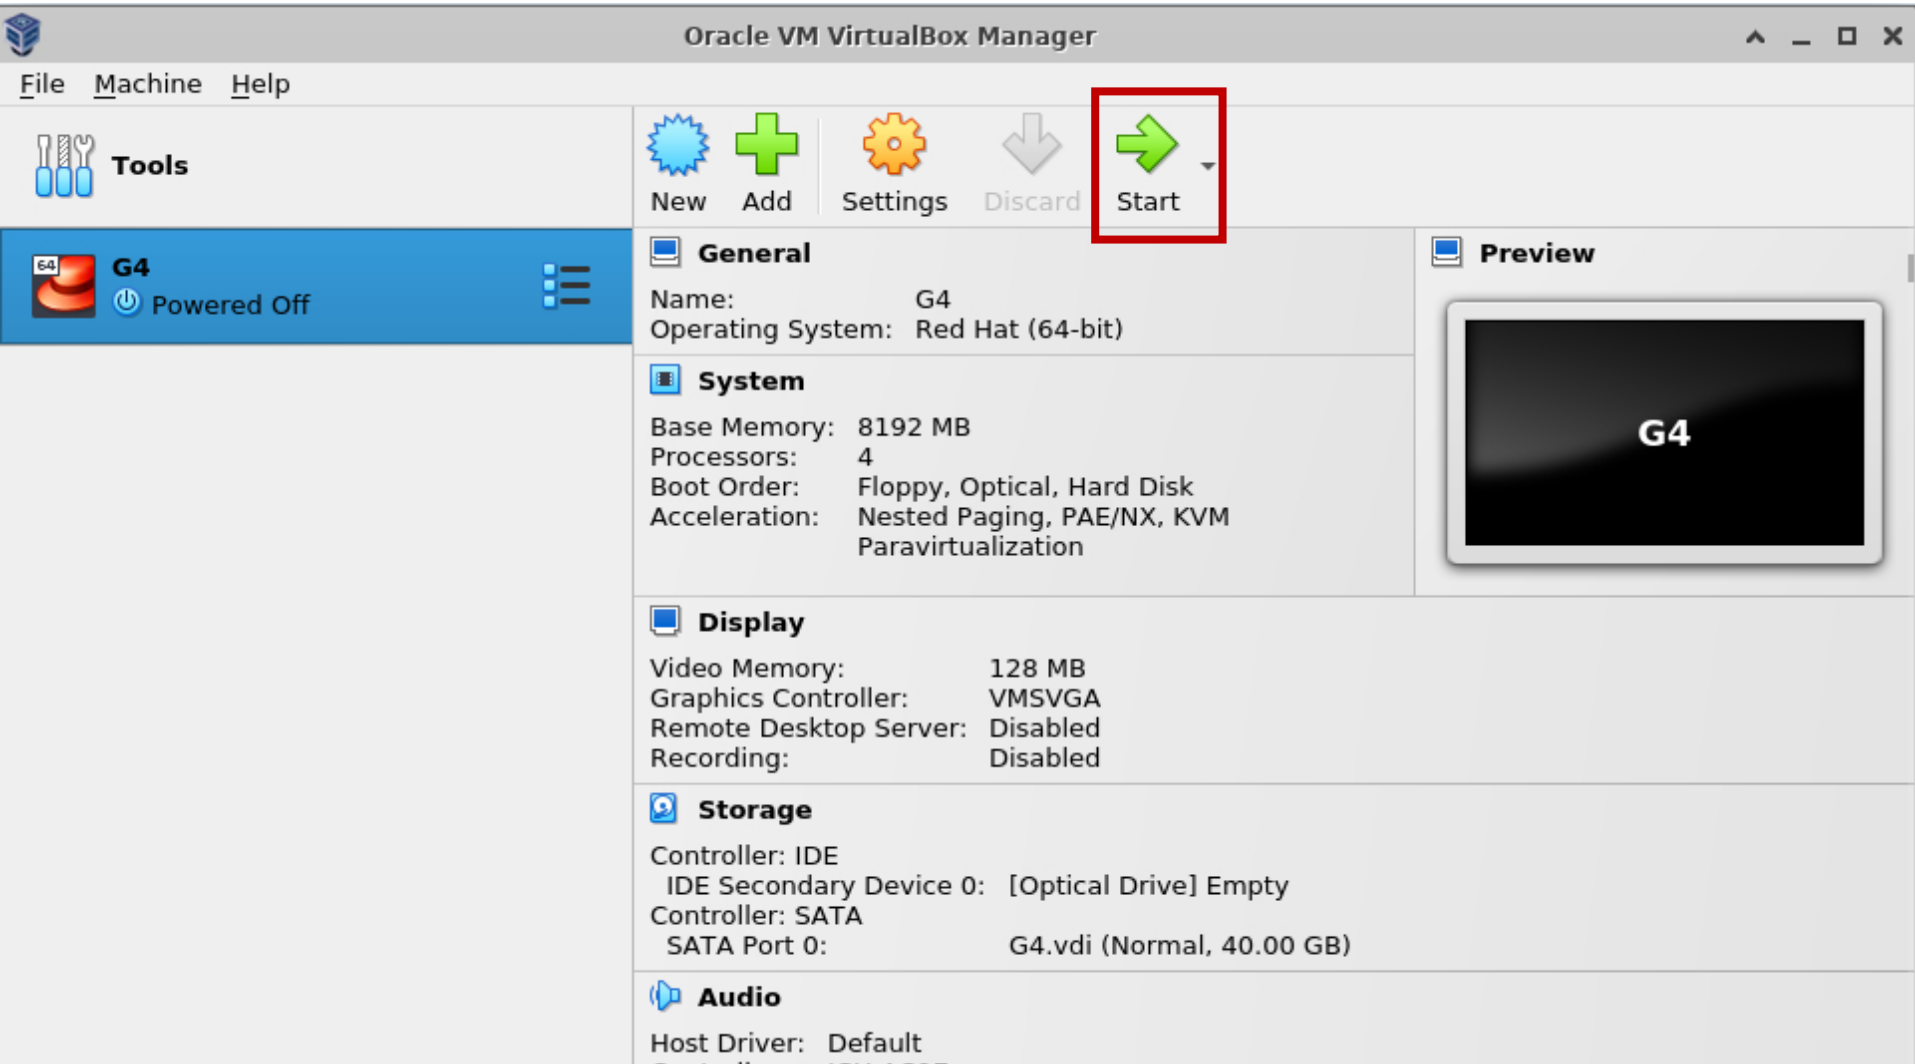 Oracle VM VirtualBox Manager
File Machine Help
Tools
New Add Settings Discard Start
64
G4
Powered Off
General
Name: G4
Operating System: Red Hat (64-bit)
Preview
G4
System
Base Memory: 8192 MB
Processors: 4
Boot Order: Floppy, Optical, Hard Disk
Acceleration: Nested Paging, PAE/NX, KVM
Paravirtualization
Display
Video Memory: 128 MB
Graphics Controller: VMSVGA
Remote Desktop Server: Disabled
Recording: Disabled
Storage
Controller: IDE
IDE Secondary Device 0: [Optical Drive] Empty
Controller: SATA
SATA Port 0: G4.vdi (Normal, 40.00 GB)
Audio
Host Driver: Default